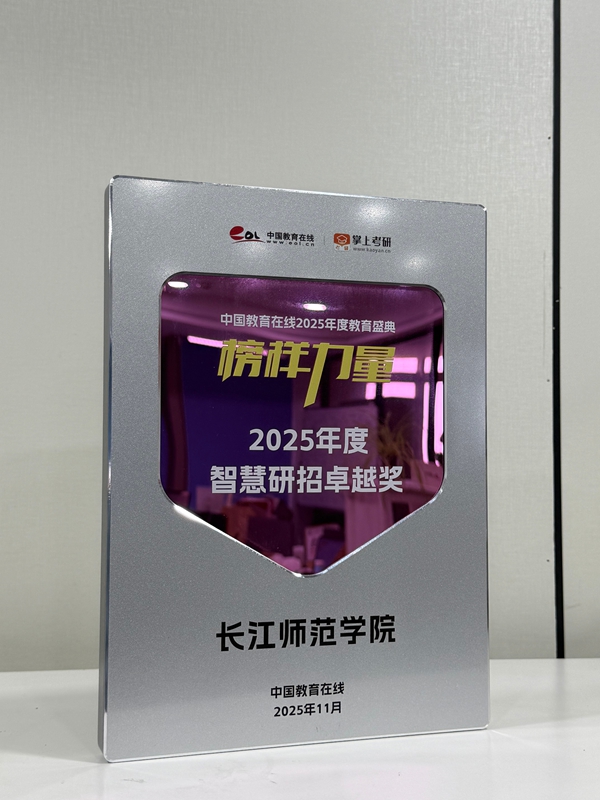 eol 中国教育在线 掌上考研
www.eol.cn www.kaoyan.cn
中国教育在线2025年度教育盛典
榜样力量
2025年度
智慧研招卓越奖
长江师范学院
中国教育在线
2025年11月